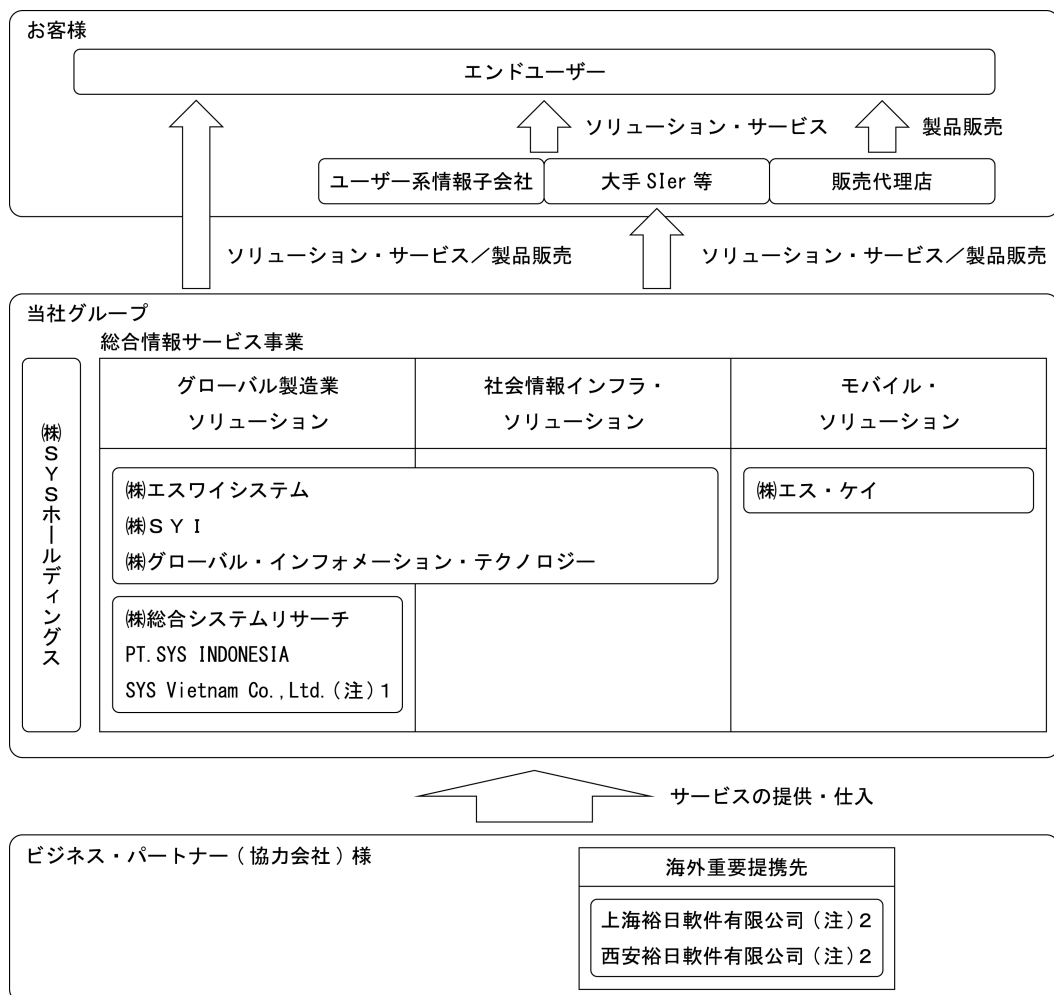 お客様
エンドユーザー
ソリューション・サービス
製品販売
ユーザー系情報子会社
大手SIer等
販売代理店
ソリューション・サービス／製品販売
ソリューション・サービス／製品販売
当社グループ
総合情報サービス事業
㈱SYSホールディングス
グローバル製造業
ソリューション
社会情報インフラ・
ソリューション
モバイル・
ソリューション
㈱エスワイシステム
㈱ＳＹＩ
㈱グローバル・インフォメーション・テクノロジー
㈱エス・ケイ
㈱総合システムリサーチ
PT.SYS INDONESIA
SYS Vietnam Co.,Ltd.(注)1
サービスの提供・仕入
ビジネス・パートナー(協力会社)様
海外重要提携先
上海裕日軟件有限公司(注)2
西安裕日軟件有限公司(注)2